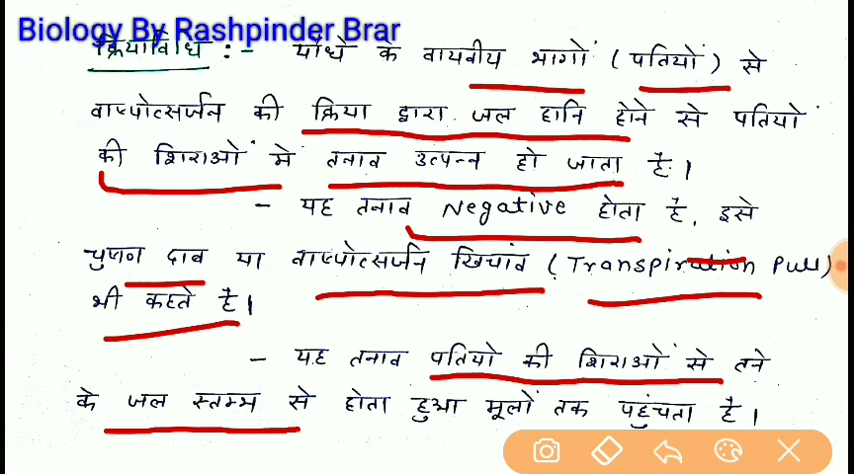 Biology By Rashpinder Brar
क्रियाविधि :- पौधे के वायवीय भागों (पतियों) से
वाष्पोत्सर्जन की क्रिया द्वारा जल हानि होने से पतियों
की शिराओं में तनाव उत्पन्न हो जाता है।
- यह तनाव Negative होता है, इसे
चुषन दाब या वाष्पोत्सर्जन खिचांव (Transpiration Pull)
भी कहते है।
- यह तनाव पतियो की शिराओं से तने
के जल स्तम्भ से होता हुआ मूलों तक पहुंचता है।